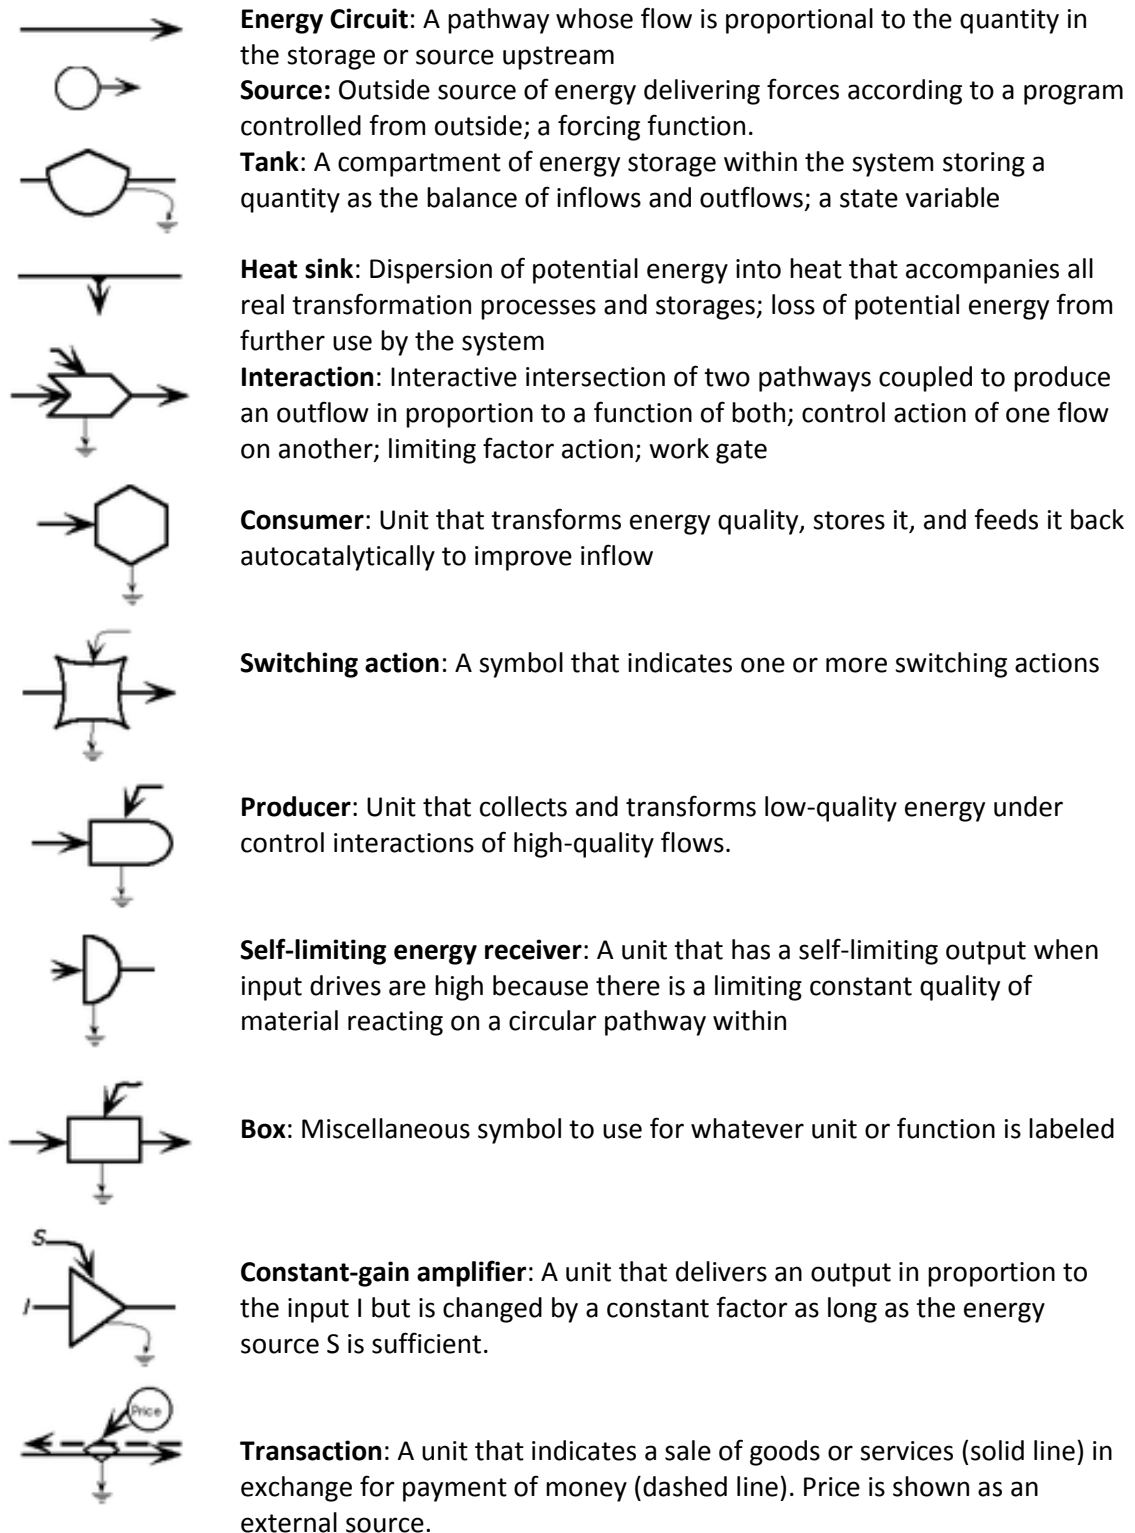 Energy Circuit: A pathway whose flow is proportional to the quantity in
the storage or source upstream
Source: Outside source of energy delivering forces according to a program
controlled from outside; a forcing function.
Tank: A compartment of energy storage within the system storing a
quantity as the balance of inflows and outflows; a state variable
Heat sink: Dispersion of potential energy into heat that accompanies all
real transformation processes and storages; loss of potential energy from
further use by the system
Interaction: Interactive intersection of two pathways coupled to produce
an outflow in proportion to a function of both; control action of one flow
on another; limiting factor action; work gate
Consumer: Unit that transforms energy quality, stores it, and feeds it back
autocatalytically to improve inflow
Switching action: A symbol that indicates one or more switching actions
Producer: Unit that collects and transforms low-quality energy under
control interactions of high-quality flows.
Self-limiting energy receiver: A unit that has a self-limiting output when
input drives are high because there is a limiting constant quality of
material reacting on a circular pathway within
Box: Miscellaneous symbol to use for whatever unit or function is labeled
S
I
Constant-gain amplifier: A unit that delivers an output in proportion to
the input I but is changed by a constant factor as long as the energy
source S is sufficient.
Price
Transaction: A unit that indicates a sale of goods or services (solid line) in
exchange for payment of money (dashed line). Price is shown as an
external source.